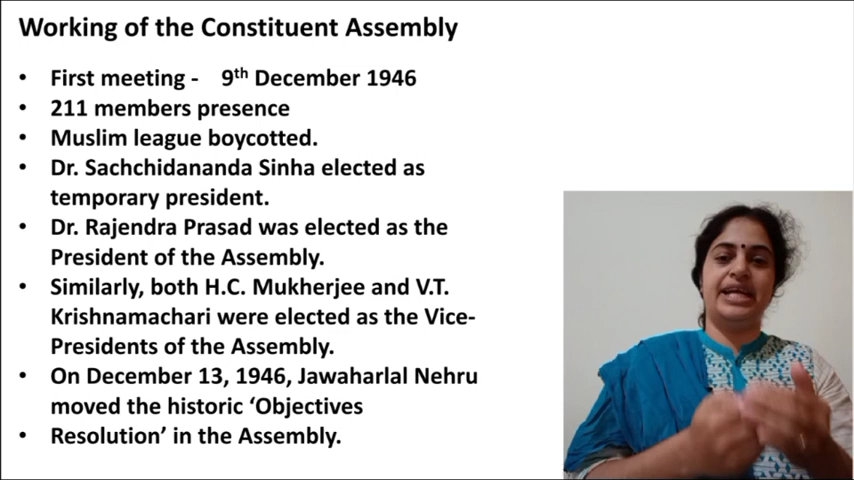 Working of the Constituent Assembly
• First meeting - 9th December 1946
• 211 members presence
• Muslim league boycotted.
• Dr. Sachchidananda Sinha elected as
temporary president.
• Dr. Rajendra Prasad was elected as the
President of the Assembly.
• Similarly, both H.C. Mukherjee and V.T.
Krishnamachari were elected as the Vice-
Presidents of the Assembly.
• On December 13, 1946, Jawaharlal Nehru
moved the historic ‘Objectives
• Resolution’ in the Assembly.